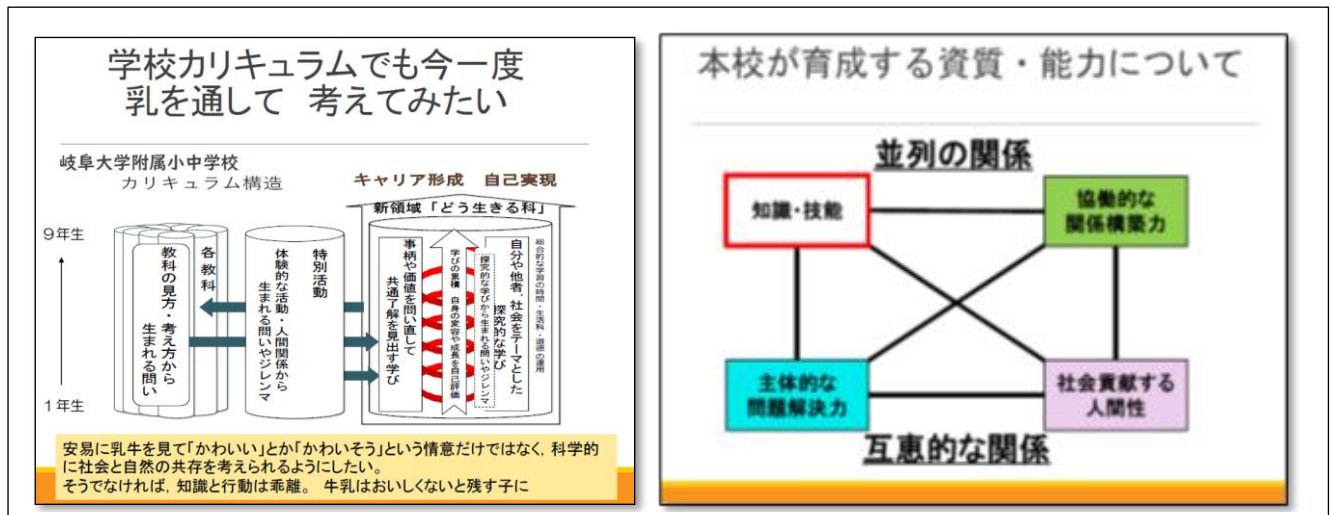 学校カリキュラムでも今一度
乳を通して 考えてみたい
岐阜大学附属小中学校
カリキュラム構造
キャリア形成 自己実現
新領域「どう生きる科」
9年生
1年生
各教科
教科の見方・考え方から
生まれる問い
特別活動
体験的な活動・人間関係から
生まれる問いやジレンマ
事柄や価値を問い直して
共通了解を見出す学び
学びの累積 自身の変容や成長を自己評価
探究的な学びから生まれる問いやジレンマ
自分や他者、社会をテーマとした
探究的な学び
総合的な学習の時間・生活科・道徳の運用
安易に乳牛を見て「かわいい」とか「かわいそう」という情意だけではなく,科学的
に社会と自然の共存を考えられるようにしたい。
そうでなければ,知識と行動は乖離。 牛乳はおいしくないと残す子に
本校が育成する資質・能力について
並列の関係
知識・技能
協働的な
関係構築力
主体的な
問題解決力
社会貢献する
人間性
互恵的な関係